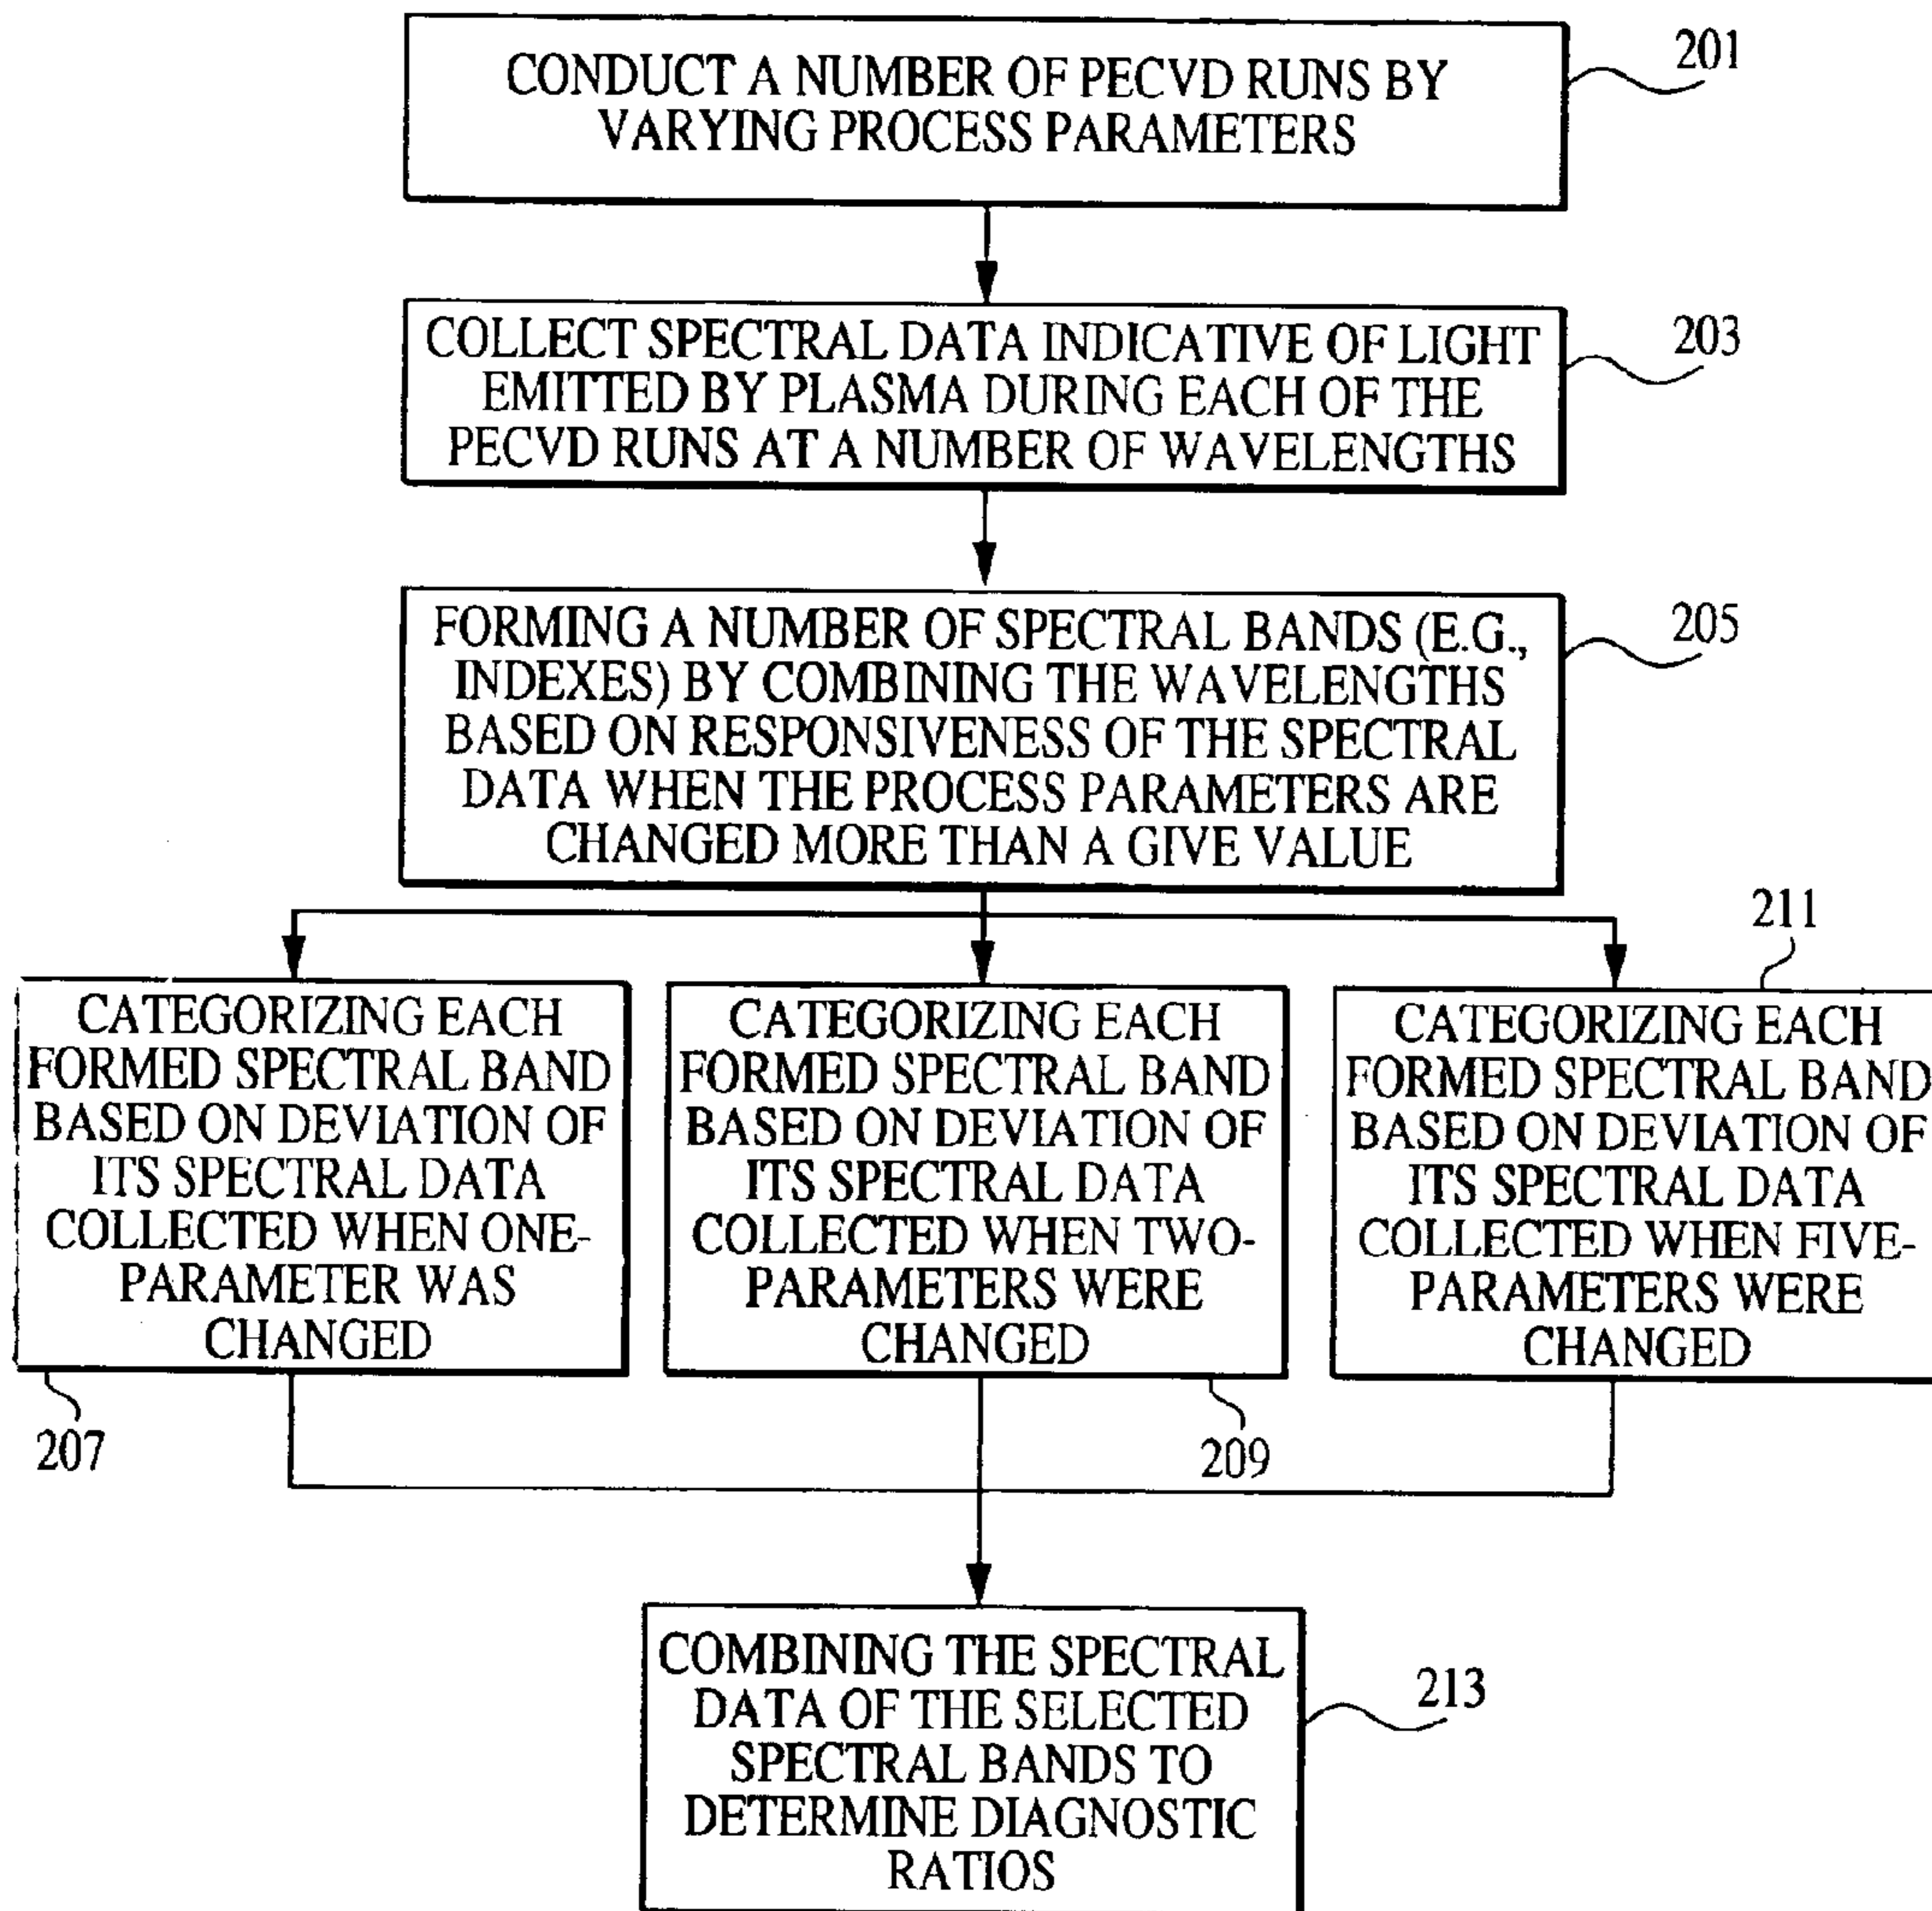 CONDUCT A NUMBER OF PECVD RUNS BY
VARYING PROCESS PARAMETERS
201
COLLECT SPECTRAL DATA INDICATIVE OF LIGHT
EMITTED BY PLASMA DURING EACH OF THE
PECVD RUNS AT A NUMBER OF WAVELENGTHS
203
FORMING A NUMBER OF SPECTRAL BANDS (E.G.,
INDEXES) BY COMBINING THE WAVELENGTHS
BASED ON RESPONSIVENESS OF THE SPECTRAL
DATA WHEN THE PROCESS PARAMETERS ARE
CHANGED MORE THAN A GIVE VALUE
205
CATEGORIZING EACH
FORMED SPECTRAL BAND
BASED ON DEVIATION OF
ITS SPECTRAL DATA
COLLECTED WHEN ONE-
PARAMETER WAS
CHANGED
207
CATEGORIZING EACH
FORMED SPECTRAL BAND
BASED ON DEVIATION OF
ITS SPECTRAL DATA
COLLECTED WHEN TWO-
PARAMETERS WERE
CHANGED
209
211
CATEGORIZING EACH
FORMED SPECTRAL BAND
BASED ON DEVIATION OF
ITS SPECTRAL DATA
COLLECTED WHEN FIVE-
PARAMETERS WERE
CHANGED
COMBINING THE SPECTRAL
DATA OF THE SELECTED
SPECTRAL BANDS TO
DETERMINE DIAGNOSTIC
RATIOS
213